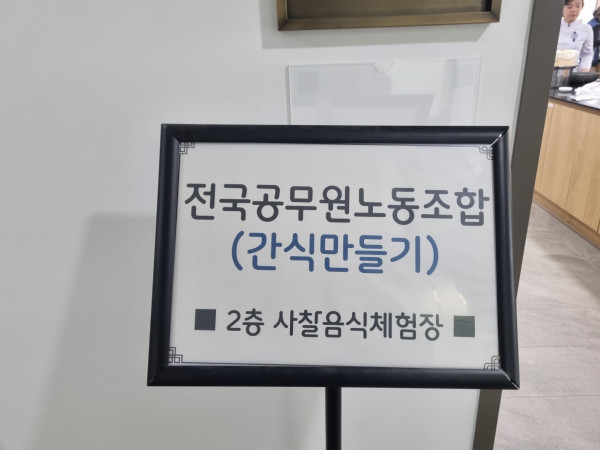 전국공무원노동조합
(간식만들기)
■ 2층 사찰음식체험장 ■